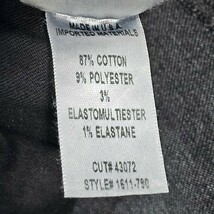 MADE IN U.S.A.
IMPORTED MATERIALS
87% COTTON
9% POLYESTER
3%
ELASTOMULTIESTER
1% ELASTANE
CUT# 43072
STYLE# 1611-790